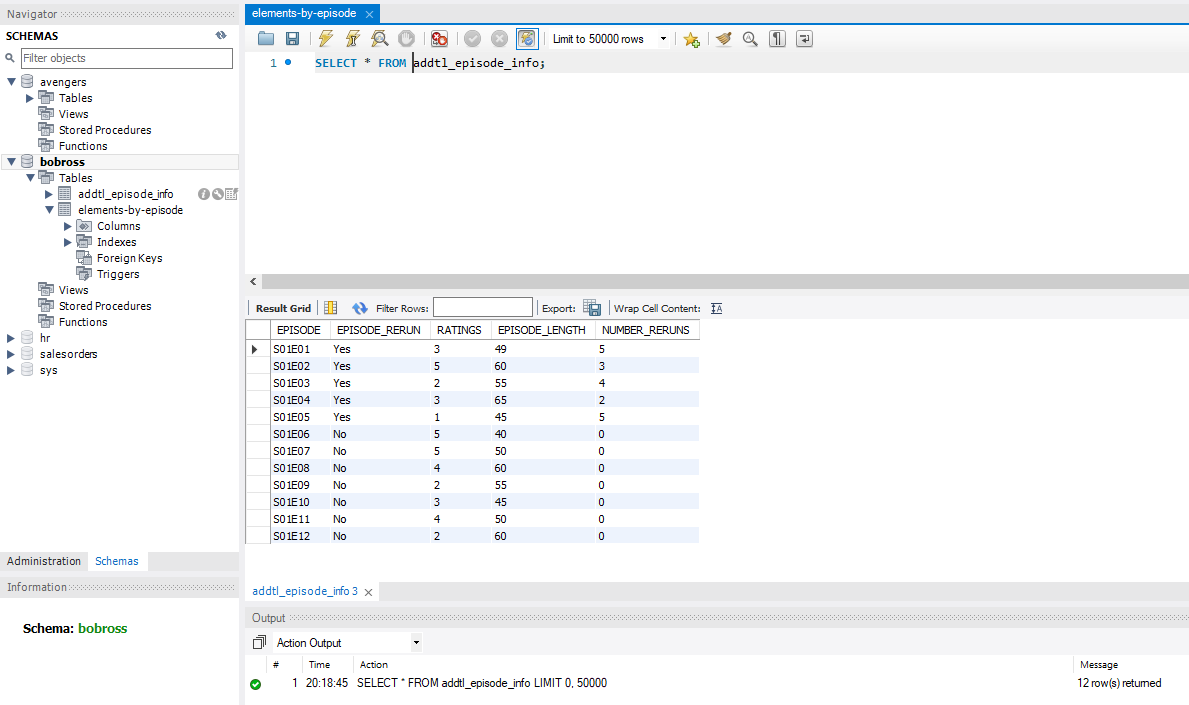 Navigator
SCHEMAS
Filter objects
avengers
Tables
Views
Stored Procedures
Functions
bobross
Tables
addtl_episode_info
elements-by-episode
Columns
Indexes
Foreign Keys
Triggers
Views
Stored Procedures
Functions
hr
salesorders
sys
Administration Schemas
Information
Schema: bobross
elements-by-episode
Limit to 50000 rows
1 SELECT * FROM addtl_episode_info;
Result Grid Filter Rows: Export: Wrap Cell Content:
EPISODE EPISODE_RERUN RATINGS EPISODE_LENGTH NUMBER_RERUNS
S01E01 Yes 3 49 5
S01E02 Yes 5 60 3
S01E03 Yes 2 55 4
S01E04 Yes 3 65 2
S01E05 Yes 1 45 5
S01E06 No 5 40 0
S01E07 No 5 50 0
S01E08 No 4 60 0
S01E09 No 2 55 0
S01E10 No 3 45 0
S01E11 No 4 50 0
S01E12 No 2 60 0
addtl_episode_info 3
Output
Action Output
# Time Action Message
1 20:18:45 SELECT * FROM addtl_episode_info LIMIT 0, 50000 12 row(s) returned